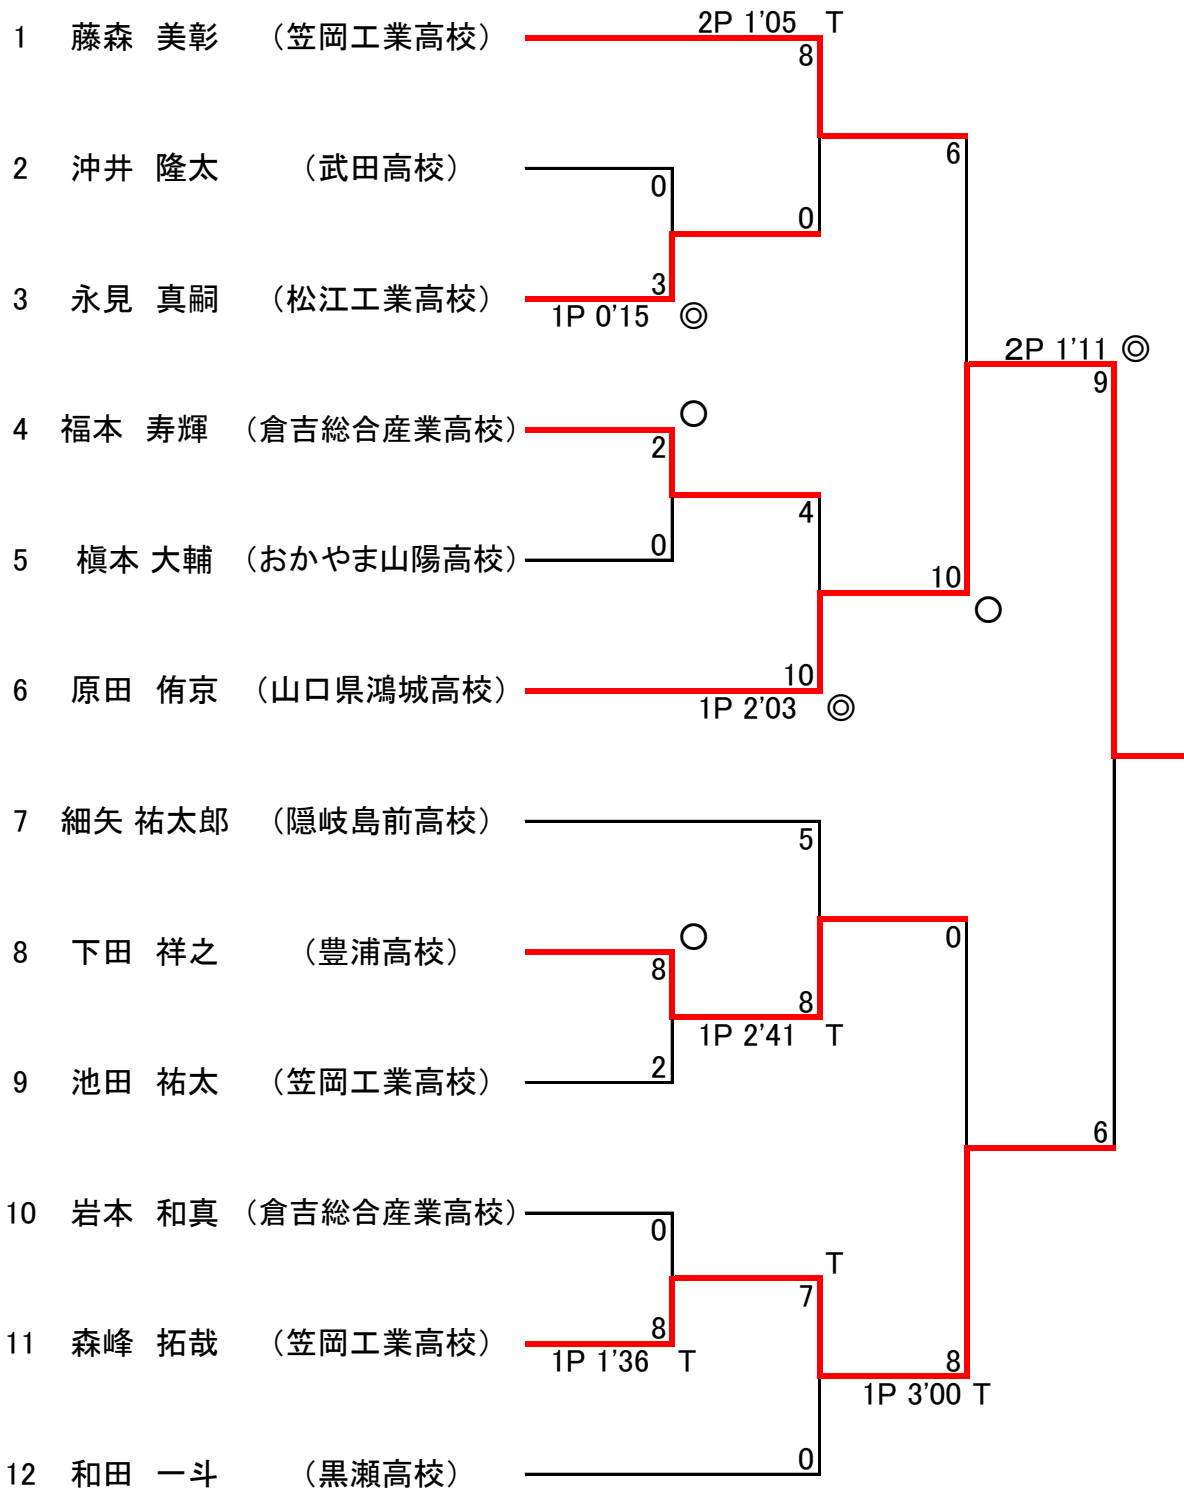 2P 1'05 T
1 藤森 美彰 （笠岡工業高校）
8
6
2 沖井 隆太 （武田高校）
0
0
3 永見 真嗣 （松江工業高校）
3
1P 0'15 ◎
2P 1'11 ◎
9
4 福本 寿輝 （倉吉総合産業高校）
○
2
4
5 槇本 大輔 （おかやま山陽高校）
0
10
○
6 原田 侑京 （山口県鴻城高校）
10
1P 2'03 ◎
7 細矢 祐太郎 （隠岐島前高校）
5
8 下田 祥之 （豊浦高校）
○
0
8
8
1P 2'41 T
9 池田 祐太 （笠岡工業高校）
2
6
10 岩本 和真 （倉吉総合産業高校）
0
T
7
11 森峰 拓哉 （笠岡工業高校）
8
1P 1'36 T
8
1P 3'00 T
12 和田 一斗 （黒瀬高校）
0